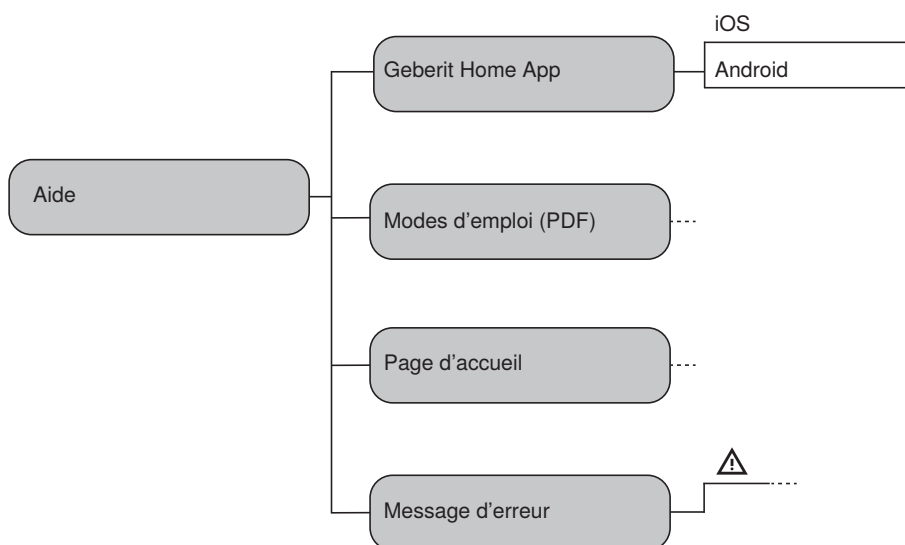 iOS
Geberit Home App
Android
Aide
Modes d'emploi (PDF)
Page d'accueil
Message d'erreur